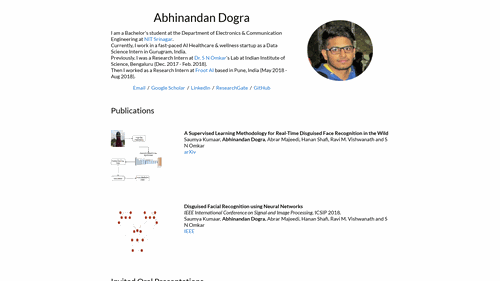 Abhinandan Dogra
I am a Bachelor's student at the Department of Electronics & Communication
Engineering at NIT Srinagar.
Currently, I work in a fast-paced AI Healthcare & wellness startup as a Data
Science Intern in Gurugram, India.
Previously, I was a Research Intern at Dr. S N Omkar's Lab at Indian Institute of
Science, Bengaluru (Dec. 2017 - Feb. 2018).
Then I worked as a Research Intern at Froot AI based in Pune, India (May 2018 -
Aug 2018).
Email / Google Scholar / LinkedIn / ResearchGate / GitHub
Publications
A Supervised Learning Methodology for Real-Time Disguised Face Recognition in the Wild
Saumya Kumaar, Abhinandan Dogra, Abrar Majeedi, Hanan Shafi, Ravi M. Vishwanath and S
N Omkar
arXiv
Disguised Facial Recognition using Neural Networks
IEEE International Conference on Signal and Image Processing, ICSIP 2018.
Saumya Kumaar, Abhinandan Dogra, Abrar Majeedi, Hanan Shafi, Ravi M. Vishwanath and S
N Omkar
IEEE
Invited Oral Presentations